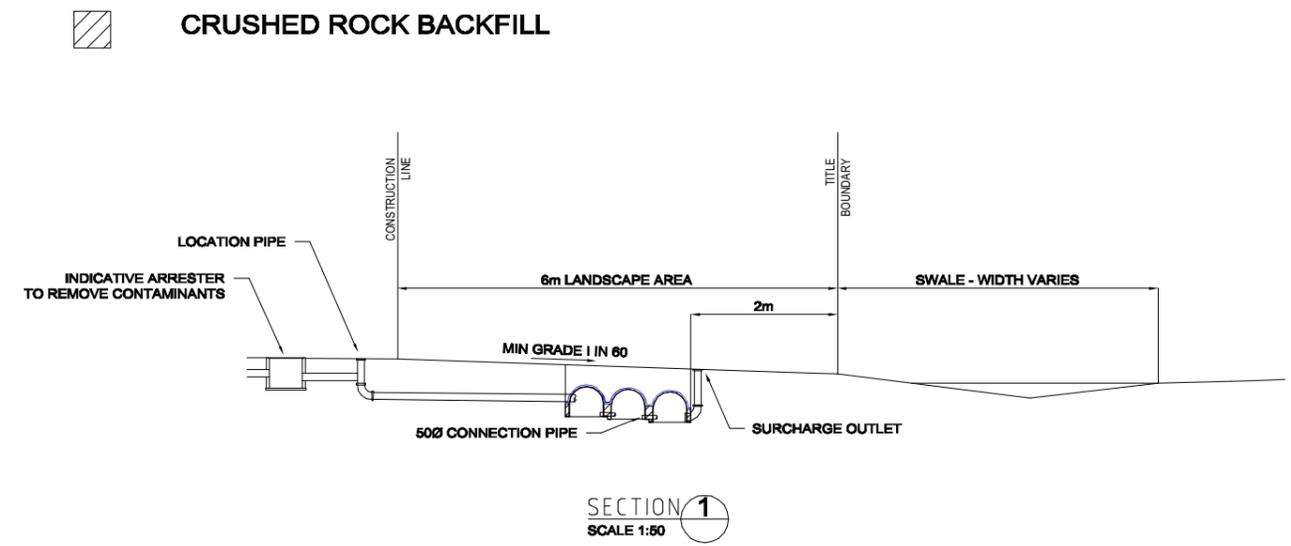 CRUSHED ROCK BACKFILL
CONSTRUCTION
LINE
TITLE
BOUNDARY
LOCATION PIPE
INDICATIVE ARRESTER
TO REMOVE CONTAMINANTS
6m LANDSCAPE AREA
SWALE - WIDTH VARIES
2m
MIN GRADE I IN 60
50Ø CONNECTION PIPE
SURCHARGE OUTLET
SECTION 1
SCALE 1:50